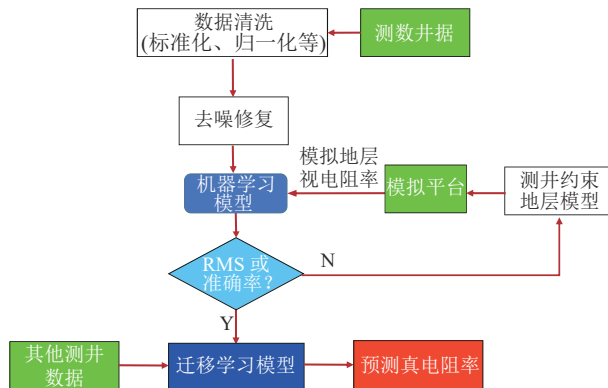 数据清洗
(标准化、归一化等)
测数井据
去噪修复
模拟地层
视电阻率
机器学习
模型
模拟平台
测井约束
地层模型
RMS 或
准确率？
N
Y
其他测井
数据
迁移学习模型
预测真电阻率